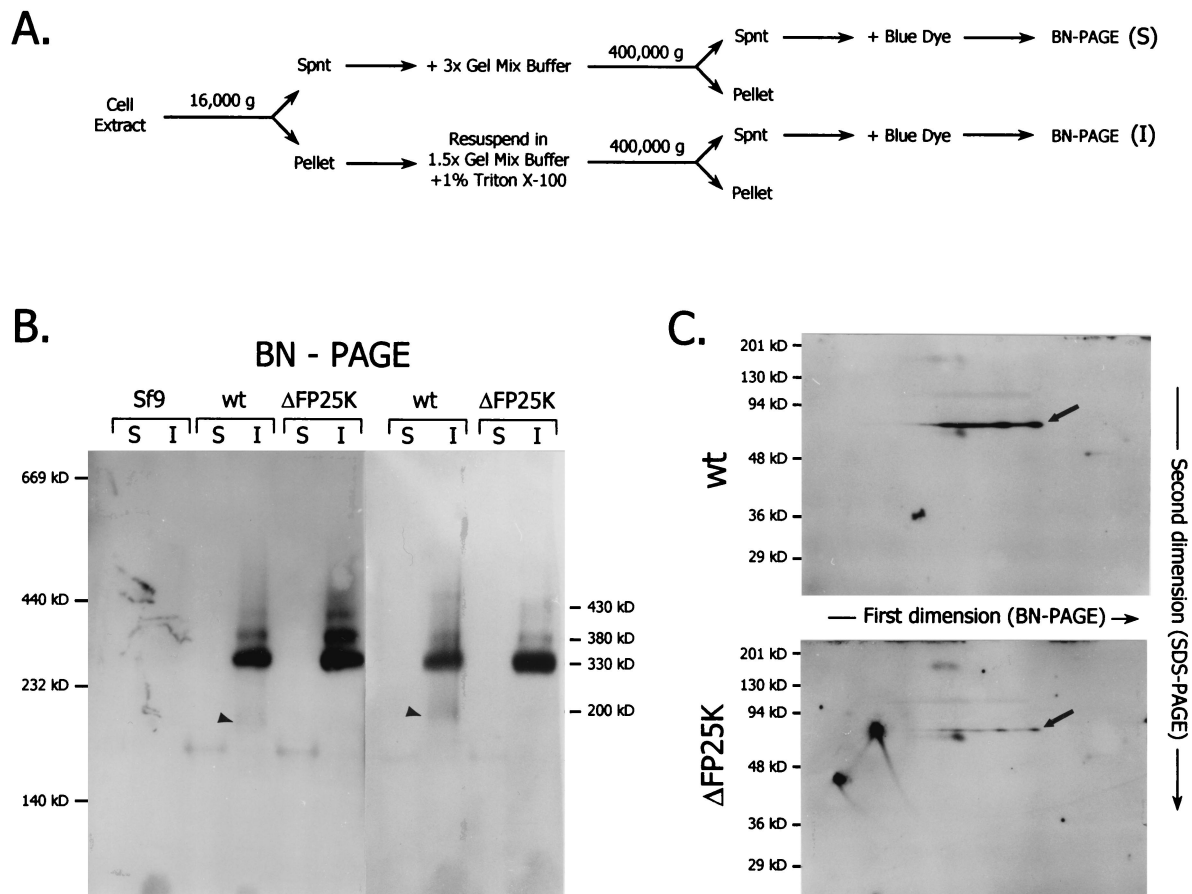 A.
Cell
Extract
16,000 g
Spnt
+ 3x Gel Mix Buffer
400,000 g
Spnt
+ Blue Dye
BN-PAGE (S)
Pellet
Pellet
Resuspend in
1.5x Gel Mix Buffer
+1% Triton X-100
400,000 g
Spnt
+ Blue Dye
BN-PAGE (I)
Pellet
B.
BN - PAGE
Sf9 wt ΔFP25K wt ΔFP25K
S I S I S I S I S I
669 kD
440 kD
232 kD
140 kD
430 kD
380 kD
330 kD
200 kD
C.
wt
201 kD
130 kD
94 kD
48 kD
36 kD
29 kD
First dimension (BN-PAGE)
ΔFP25K
201 kD
130 kD
94 kD
48 kD
36 kD
29 kD
Second dimension (SDS-PAGE)